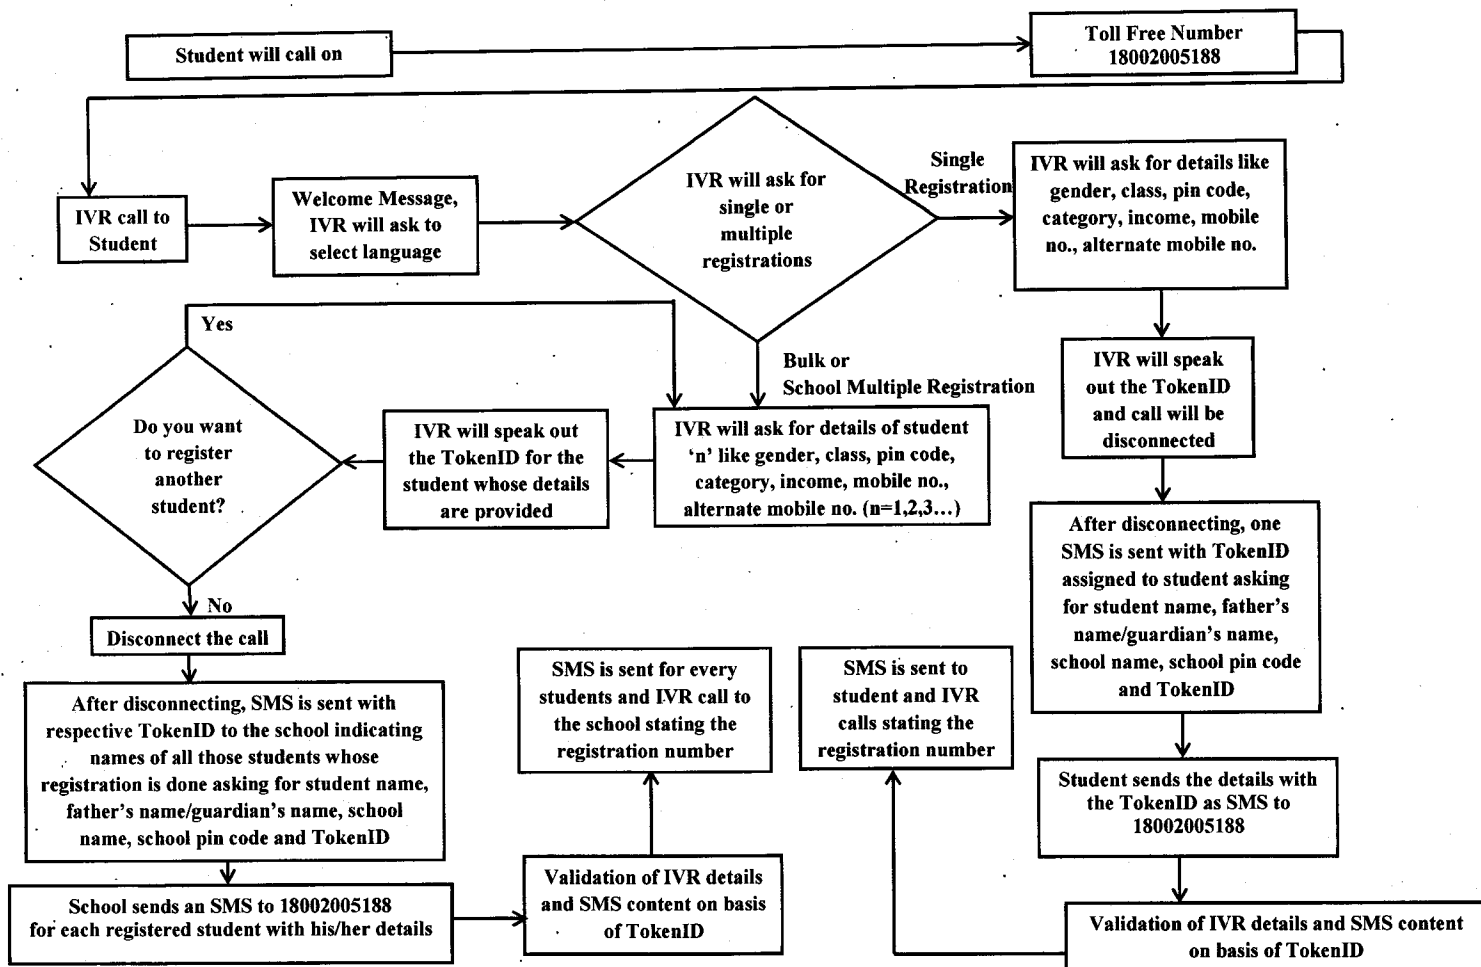 Student will call on
Toll Free Number
18002005188
IVR call to
Student
Welcome Message,
IVR will ask to
select language
IVR will ask for
single or
multiple
registrations
Single
Registration
IVR will ask for details like
gender, class, pin code,
category, income, mobile
no., alternate mobile no.
IVR will speak
out the TokenID
and call will be
disconnected
Yes
Bulk or
School Multiple Registration
Do you want
to register
another
student?
IVR will speak out
the TokenID for the
student whose details
are provided
IVR will ask for details of student
‘n’ like gender, class, pin code,
category, income, mobile no.,
alternate mobile no. (n=1,2,3...)
After disconnecting, one
SMS is sent with TokenID
assigned to student asking
for student name, father’s
name/guardian’s name,
school name, school pin code
and TokenID
No
Disconnect the call
After disconnecting, SMS is sent with
respective TokenID to the school indicating
names of all those students whose
registration is done asking for student name,
father’s name/guardian’s name, school
name, school pin code and TokenID
SMS is sent for every
students and IVR call to
the school stating the
registration number
SMS is sent to
student and IVR
calls stating the
registration number
Student sends the details with
the TokenID as SMS to
18002005188
School sends an SMS to 18002005188
for each registered student with his/her details
Validation of IVR details
and SMS content on basis
of TokenID
Validation of IVR details and SMS content
on basis of TokenID